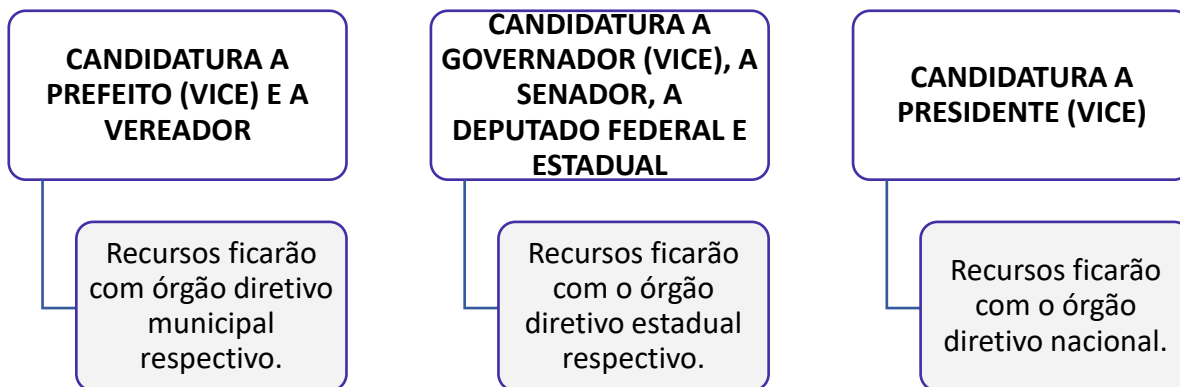 CANDIDATURA A
PREFEITO (VICE) E A
VEREADOR
Recursos ficarão
com órgão diretivo
municipal
respectivo.
CANDIDATURA A
GOVERNADOR (VICE), A
SENADOR, A
DEPUTADO FEDERAL E
ESTADUAL
Recursos ficarão
com o órgão
diretivo estadual
respectivo.
CANDIDATURA A
PRESIDENTE (VICE)
Recursos ficarão
com o órgão
diretivo nacional.